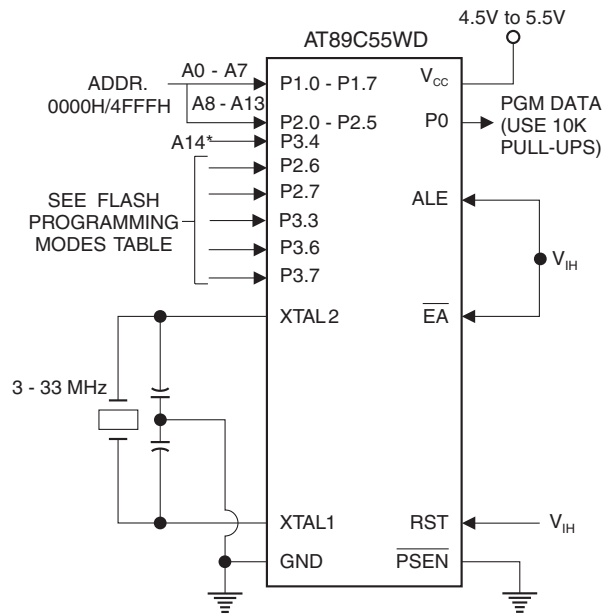 4.5V to 5.5V
AT89C55WD
ADDR.
0000H/4FFFH
A0 - A7
A8 - A13
A14*
SEE FLASH
PROGRAMMING
MODES TABLE
3 - 33 MHz
P1.0 - P1.7
P2.0 - P2.5
P3.4
P2.6
P2.7
P3.3
P3.6
P3.7
XTAL2
XTAL1
GND
VCC
P0
ALE
EA
RST
PSEN
PGM DATA
(USE 10K
PULL-UPS)
VIH
VIH